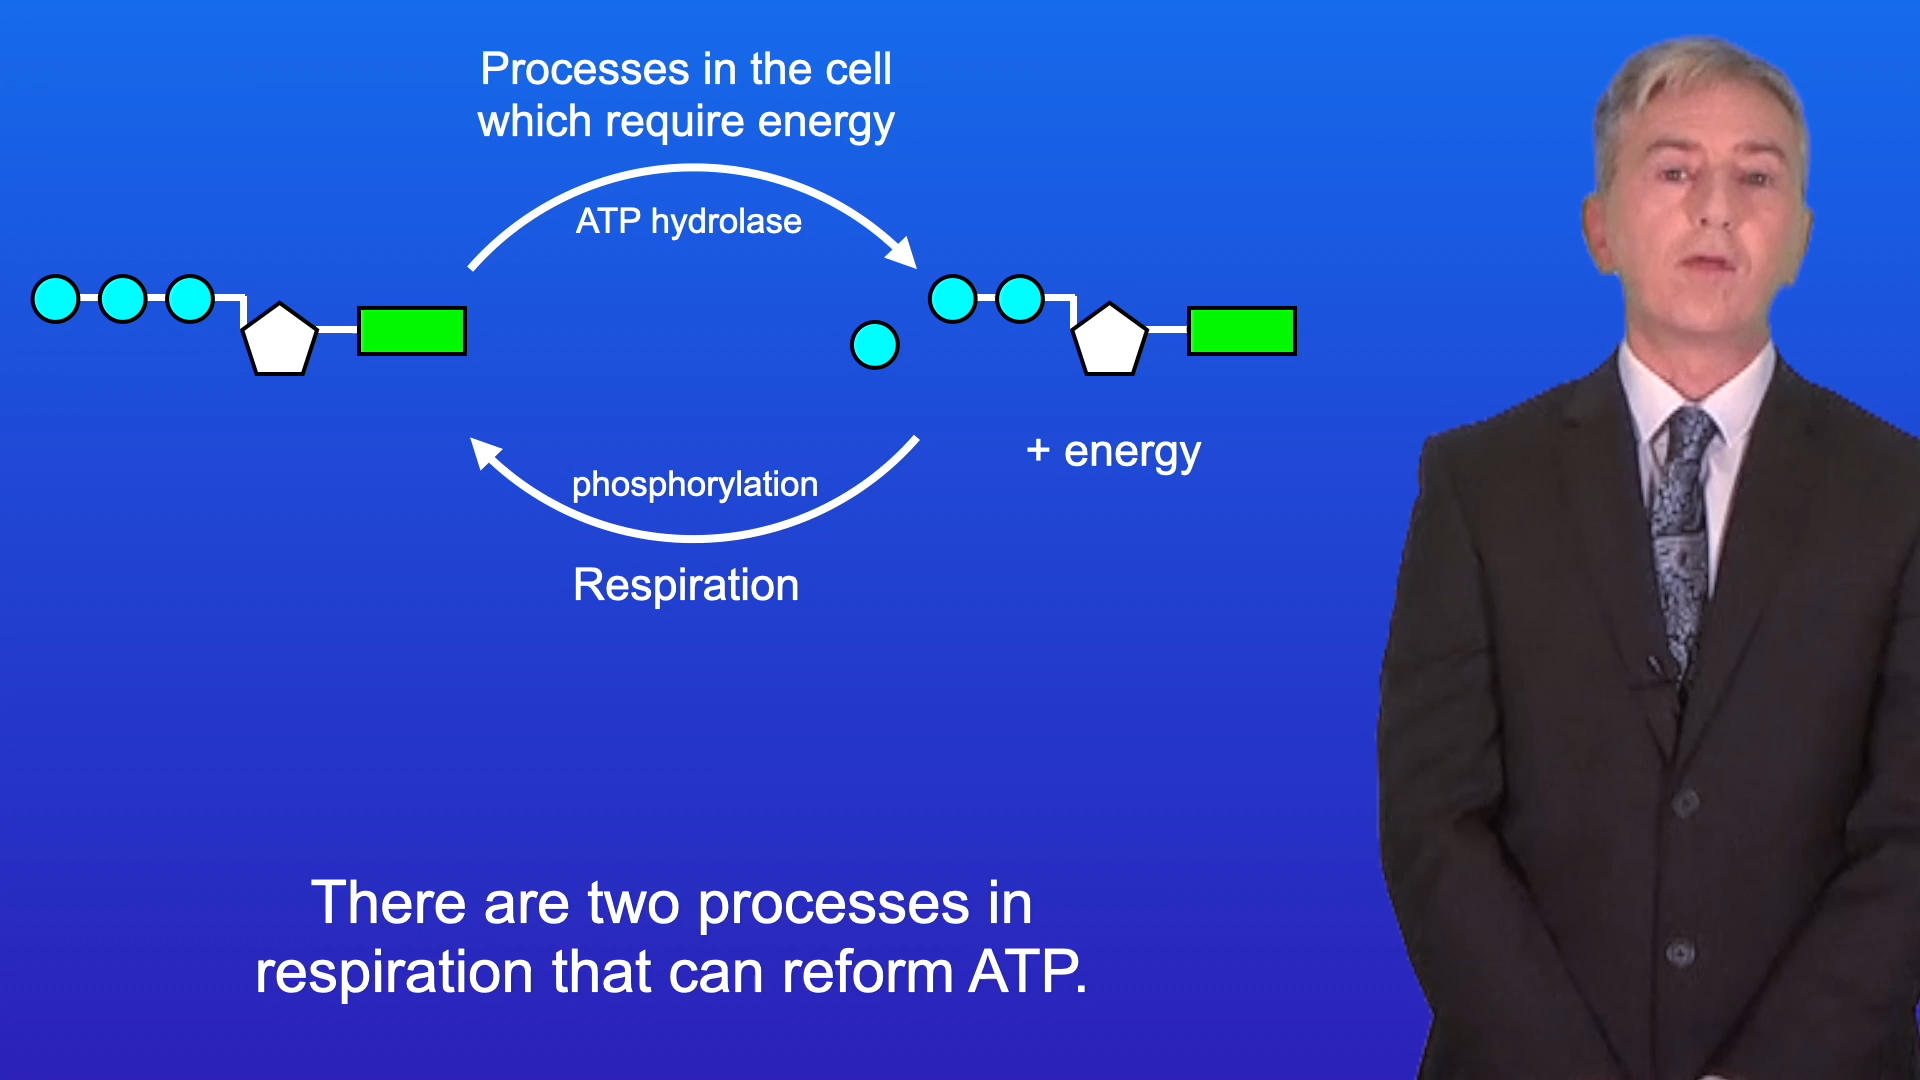 Processes in the cell
which require energy
ATP hydrolase
+ energy
phosphorylation
Respiration
There are two processes in
respiration that can reform ATP.